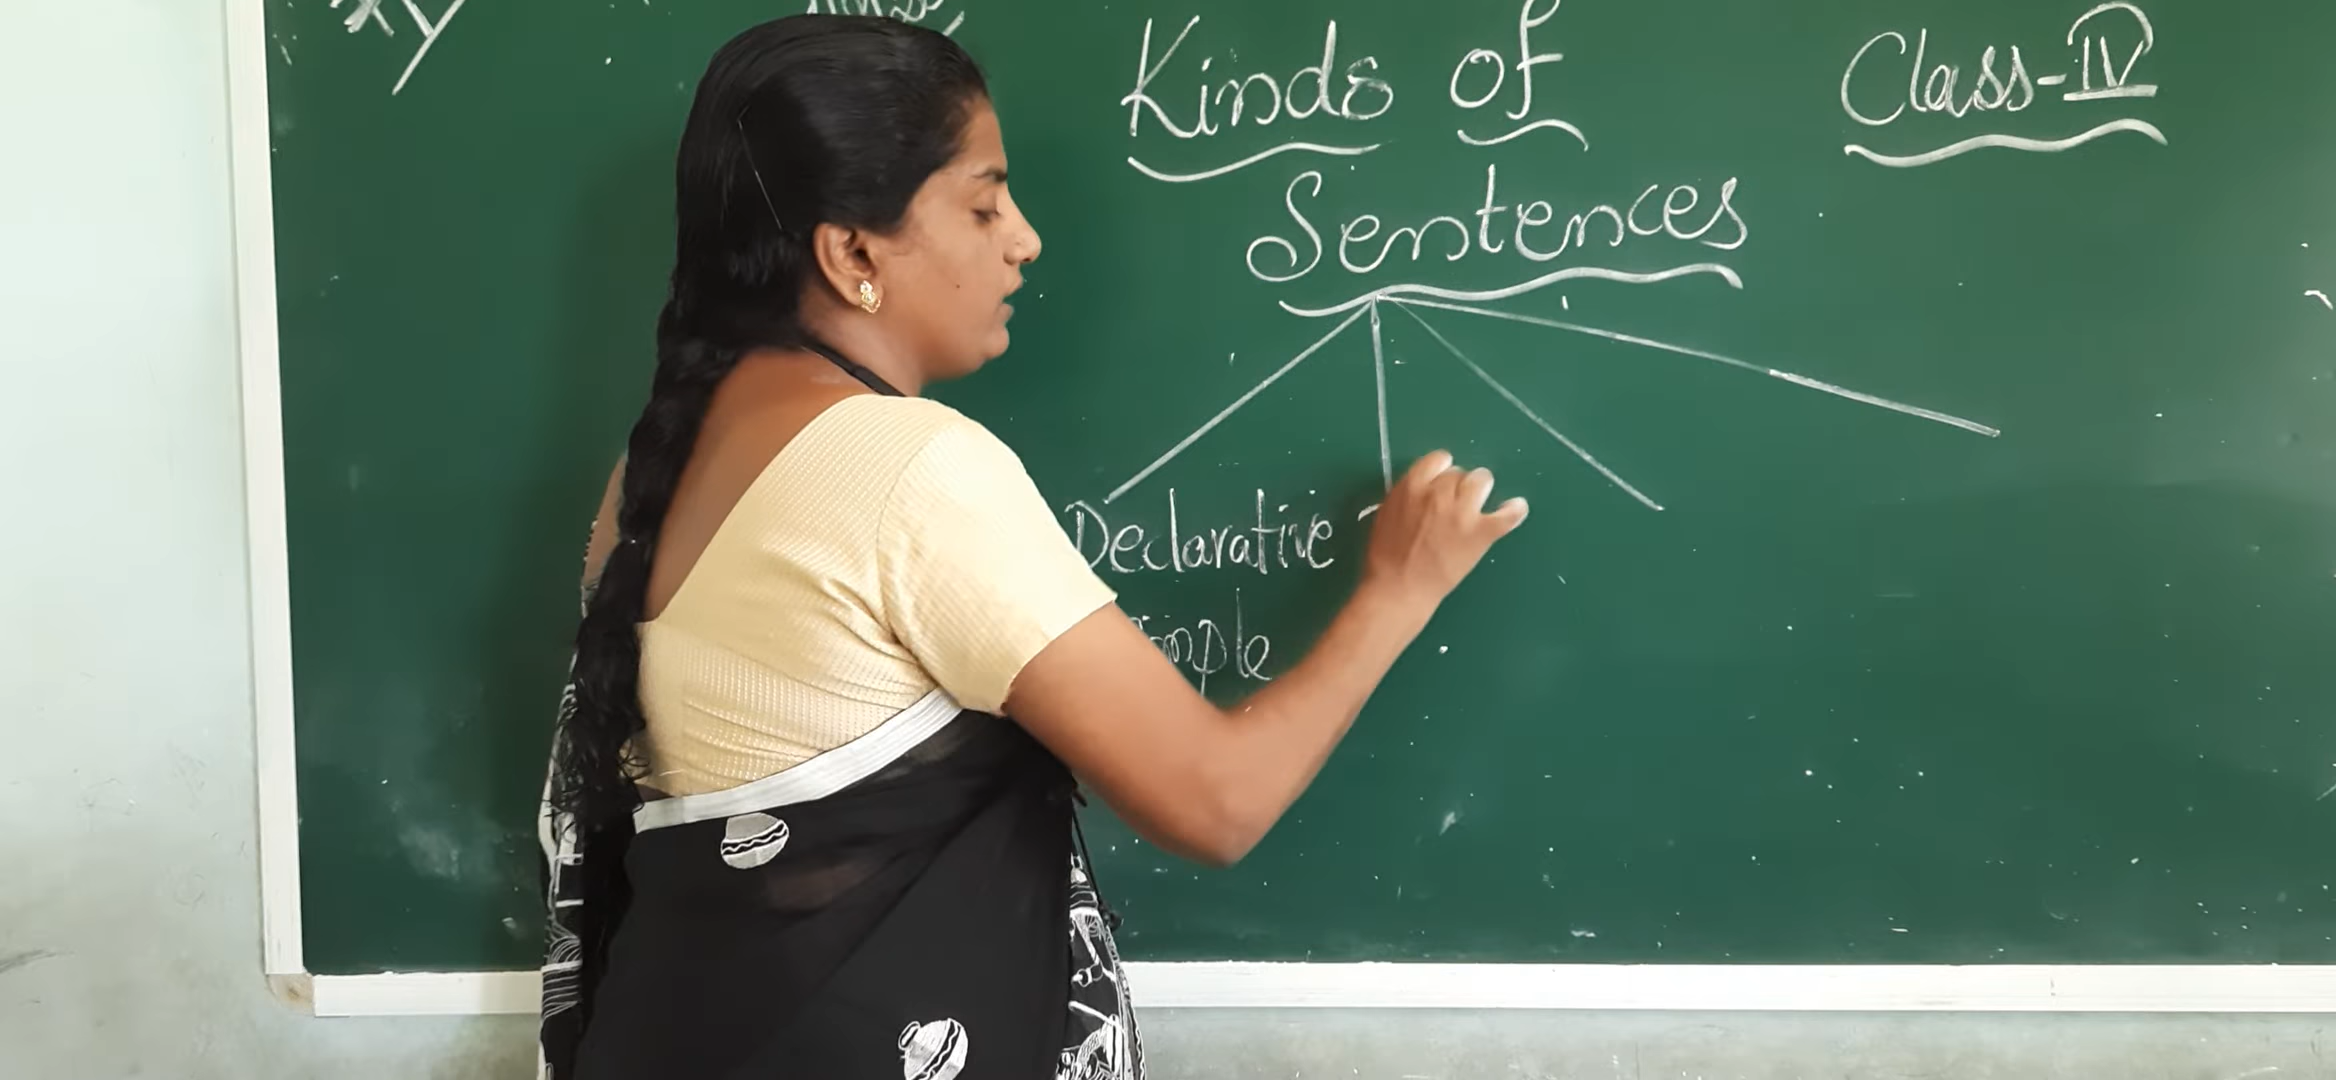 Kinds of
Class-IV
Sentences
Declarative